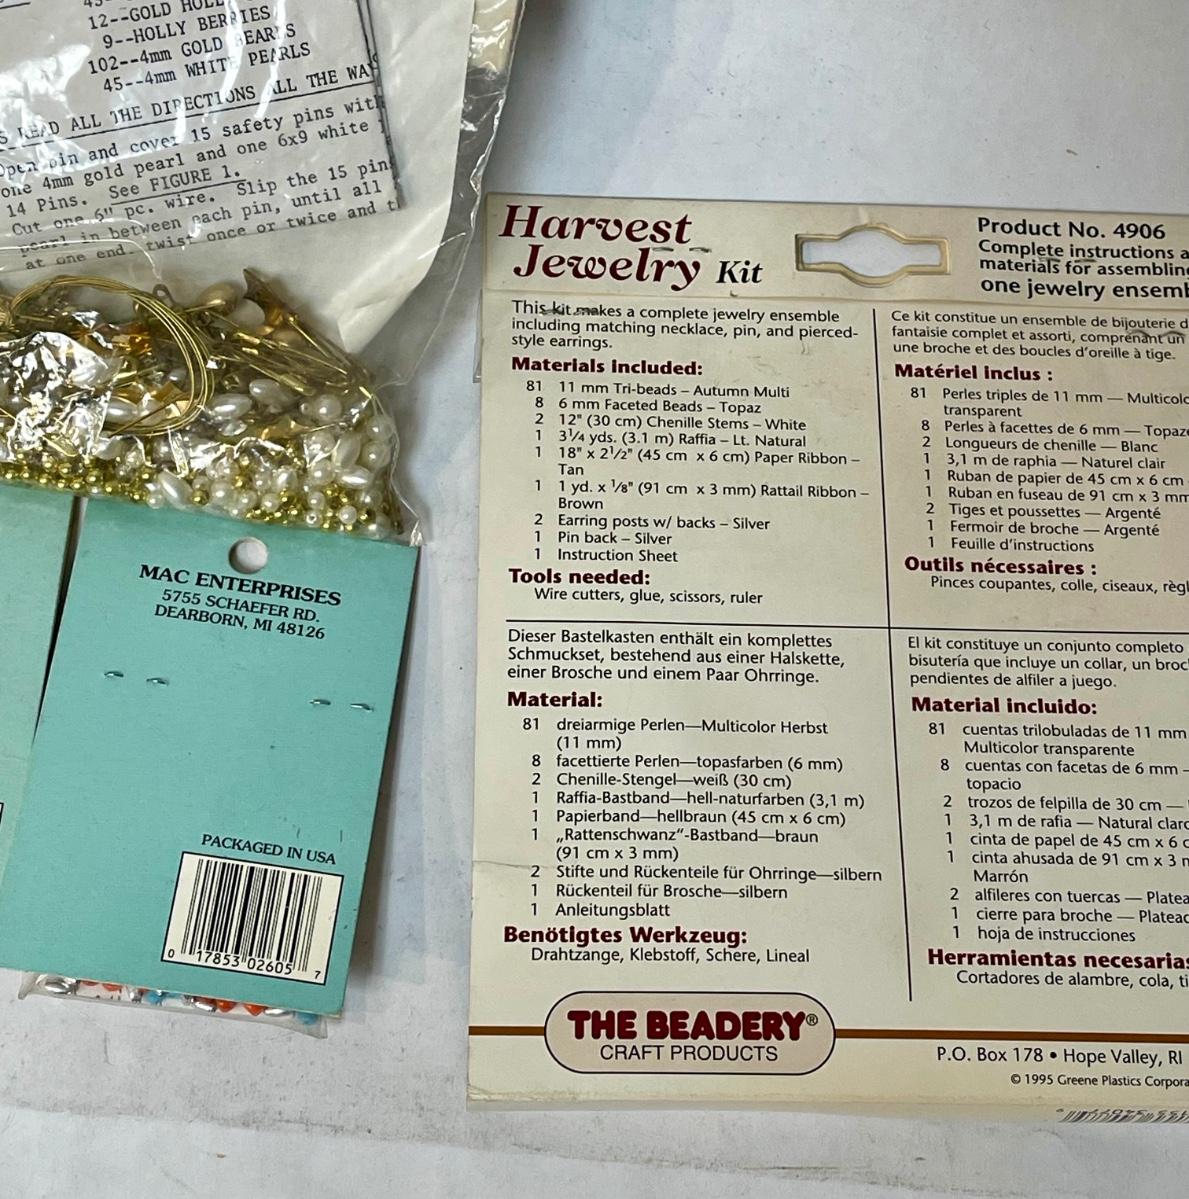 12--GOLD
9--HOLLY BERRIES
102--4mm GOLD PEARLS
45--4mm WHITE PEARLS
READ ALL THE DIRECTIONS ALL THE WAY
Open pin and cover 15 safety pins with
one 4mm gold pearl and one 6x9 white
14 Pins. See FIGURE 1.
Cut one 6" pc. wire. Slip the 15 pins
pearl in between each pin, until all
at one end. twist once or twice and
MAC ENTERPRISES
5755 SCHAEFER RD.
DEARBORN, MI 48126
PACKAGED IN USA
0 17853 02605 7
Harvest
Jewelry Kit
Product No. 4906
Complete instructions
materials for assembling
one jewelry
This kit makes a complete jewelry ensemble
including matching necklace, pin, and pierced-
style earrings.
Materials included:
81 11 mm Tri-beads – Autumn Multi
8 6 mm Faceted Beads – Topaz
2 12" (30 cm) Chenille Stems – White
1 3¼ yds. (3.1 m) Raffia – Lt. Natural
1 18" x 2½" (45 cm x 6 cm) Paper Ribbon –
Tan
1 1 yd. x ⅛" (91 cm x 3 mm) Rattail Ribbon –
Brown
2 Earring posts w/ backs – Silver
1 Pin back – Silver
1 Instruction Sheet
Tools needed:
Wire cutters, glue, scissors, ruler
Ce kit constitue un ensemble de bijouterie
fantaisie complet et assorti, comprenant un
une broche et des boucles d'oreille à tige.
Matériel inclus :
81 Perles triples de 11 mm —
transparent
8 Perles à facettes de 6 mm — Topaze
2 Longueurs de chenille — Blanc
1 3,1 m de raphia — Naturel clair
1 Ruban de papier de 45 cm x 6 cm
1 Ruban en fuseau de 91 cm x 3 mm
2 Tiges et poussettes — Argenté
1 Fermoir de broche — Argenté
1 Feuille d'instructions
Outils nécessaires :
Pinces coupantes, colle, ciseaux,
Dieser Bastelkasten enthält ein komplettes
Schmuckset, bestehend aus einer Halskette,
einer Brosche und einem Paar Ohrringe.
Material:
81 dreiarmige Perlen—Multicolor Herbst
(11 mm)
8 facettierte Perlen—topasfarben (6 mm)
2 Chenille-Stengel—weiß (30 cm)
1 Raffia-Bastband—hell-naturfarben (3,1 m)
1 Papierband—hellbraun (45 cm x 6 cm)
1 „Rattenschwanz“-Bastband—braun
(91 cm x 3 mm)
2 Stifte und Rückenteile für Ohrringe—silbern
1 Rückenteil für Brosche—silbern
1 Anleitungsblatt
Benötigtes Werkzeug:
Drahtzange, Klebstoff, Schere, Lineal
El kit constituye un conjunto completo
bisutería que incluye un collar, un
pendientes de alfiler a juego.
Material incluido:
81 cuentas trilobuladas de 11 mm
Multicolor transparente
8 cuentas con facetas de 6 mm –
topacio
2 trozos de felpilla de 30 cm —
1 3,1 m de rafia — Natural claro
1 cinta de papel de 45 cm x 6
1 cinta ahusada de 91 cm x 3
Marrón
2 alfileres con tuercas —
1 cierre para broche —
1 hoja de instrucciones
Herramientas necesarias
Cortadores de alambre, cola,
THE BEADERY®
CRAFT PRODUCTS
P.O. Box 178 • Hope Valley, RI
© 1995 Greene Plastics